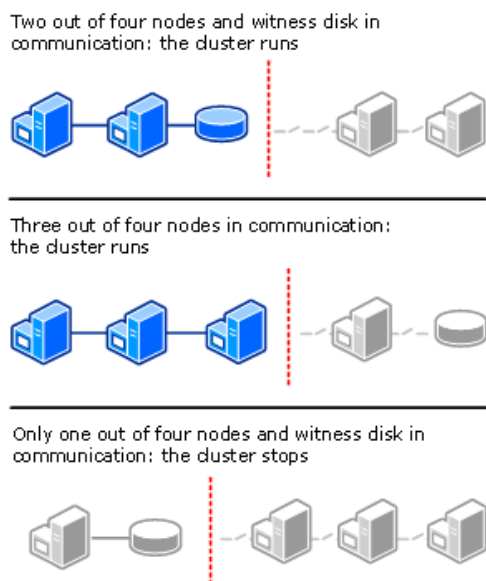 Two out of four nodes and witness disk in
communication: the cluster runs
Three out of four nodes in communication:
the cluster runs
Only one out of four nodes and witness disk in
communication: the cluster stops